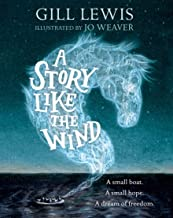 GILL LEWIS
ILLUSTRATED BY JO WEAVER
A
STORY
LIKE
THE
WIND
A small boat.
A small hope.
A dream of freedom.